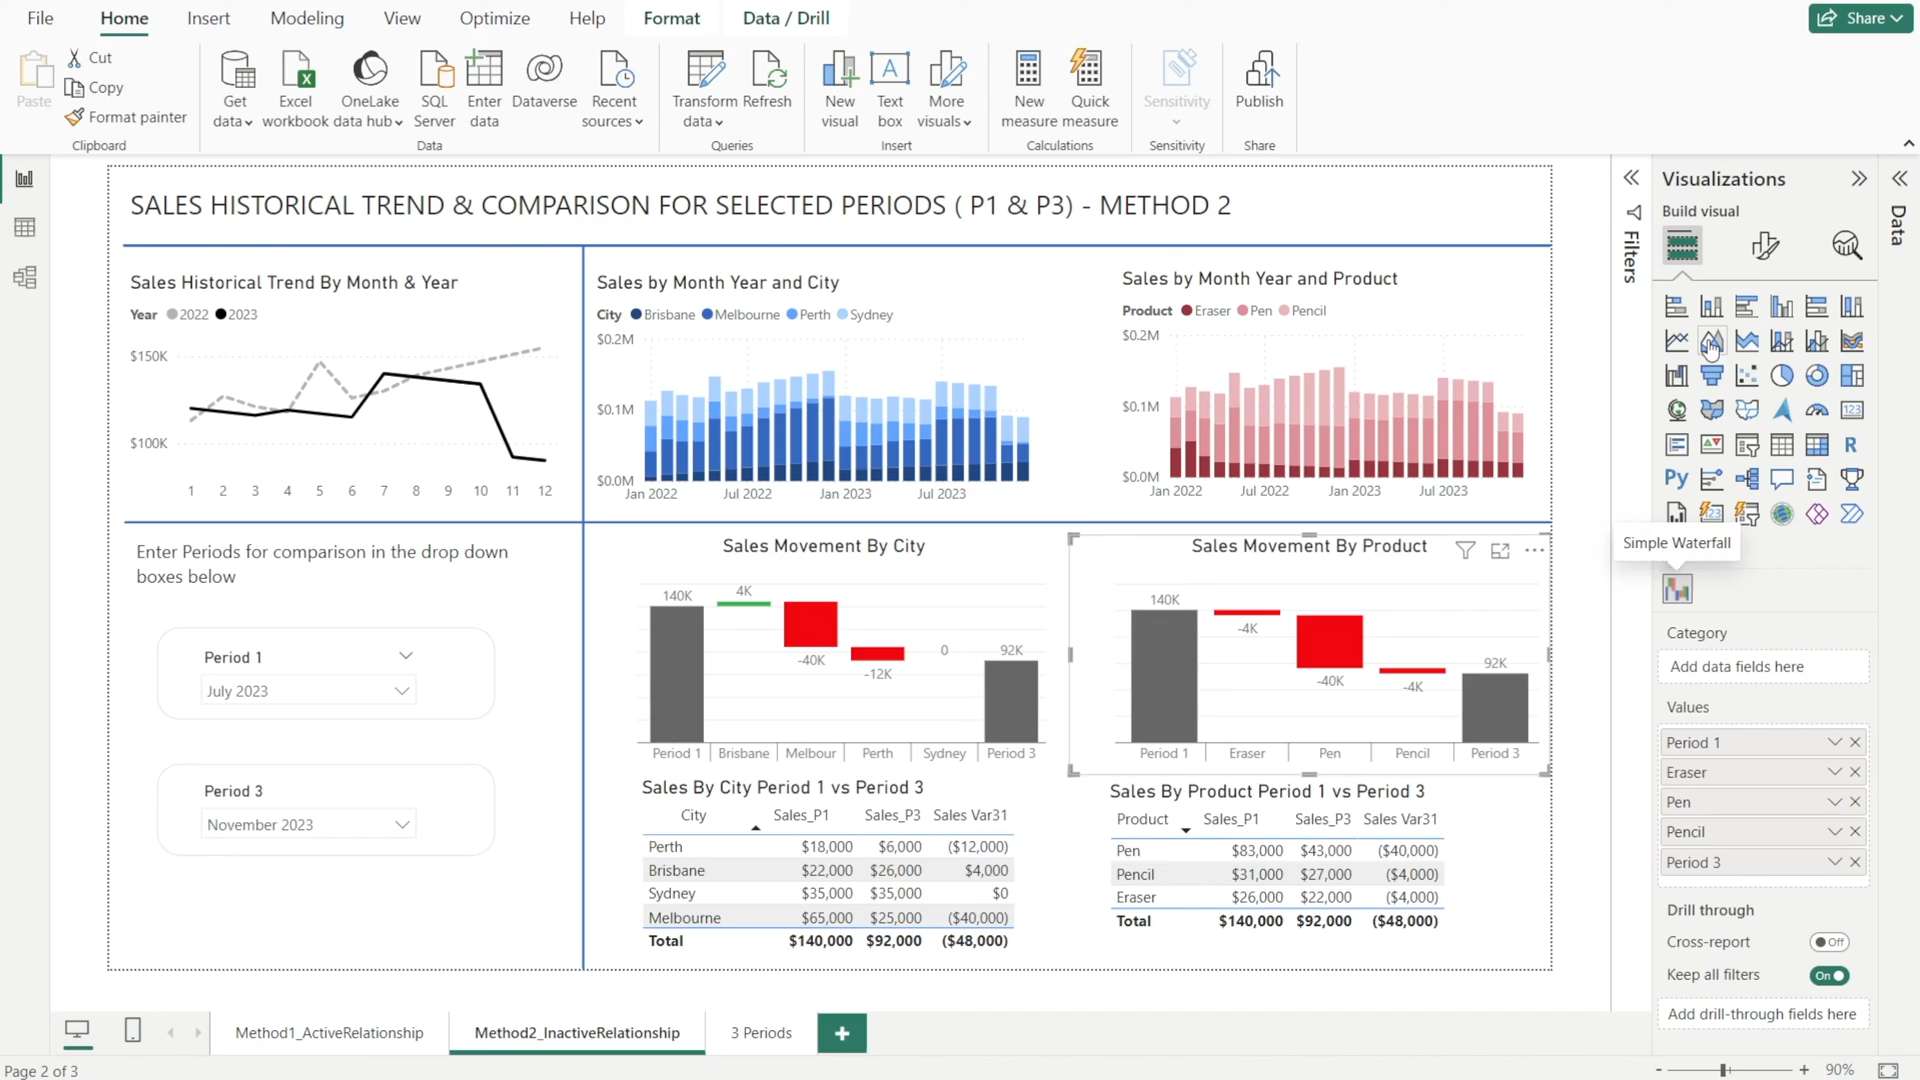 File Home Insert Modeling View Optimize Help Format Data / Drill Share
Paste Cut
Copy
Format painter
Clipboard
Get data
Excel workbook
OneLake data hub
SQL Server
Enter data
Dataverse
Recent sources
Data
Transform data
Refresh
Queries
New visual
Text box
More visuals
Insert
New measure
Quick measure
Calculations
Sensitivity
Sensitivity
Publish
Share
SALES HISTORICAL TREND & COMPARISON FOR SELECTED PERIODS ( P1 & P3) - METHOD 2
Sales Historical Trend By Month & Year
Year 2022 2023
$150K
$100K
1 2 3 4 5 6 7 8 9 10 11 12
Sales by Month Year and City
City Brisbane Melbourne Perth Sydney
$0.2M
$0.1M
$0.0M
Jan 2022 Jul 2022 Jan 2023 Jul 2023
Sales by Month Year and Product
Product Eraser Pen Pencil
$0.2M
$0.1M
$0.0M
Jan 2022 Jul 2022 Jan 2023 Jul 2023
Enter Periods for comparison in the drop down
boxes below
Period 1
July 2023
Period 3
November 2023
Sales Movement By City
140K 4K -40K -12K 0 92K
Period 1 Brisbane Melbour Perth Sydney Period 3
Sales Movement By Product
140K -4K -40K -4K 92K
Period 1 Eraser Pen Pencil Period 3
Sales By City Period 1 vs Period 3
City Sales_P1 Sales_P3 Sales Var31
Perth $18,000 $6,000 ($12,000)
Brisbane $22,000 $26,000 $4,000
Sydney $35,000 $35,000 $0
Melbourne $65,000 $25,000 ($40,000)
Total $140,000 $92,000 ($48,000)
Sales By Product Period 1 vs Period 3
Product Sales_P1 Sales_P3 Sales Var31
Pen $83,000 $43,000 ($40,000)
Pencil $31,000 $27,000 ($4,000)
Eraser $26,000 $22,000 ($4,000)
Total $140,000 $92,000 ($48,000)
Filters
Visualizations
Build visual
123
R
Py
123
Simple Waterfall
Category
Add data fields here
Values
Period 1
Eraser
Pen
Pencil
Period 3
Drill through
Cross-report Off
Keep all filters On
Add drill-through fields here
Data
Method1_ActiveRelationship Method2_InactiveRelationship 3 Periods +
Page 2 of 3
- + 90%